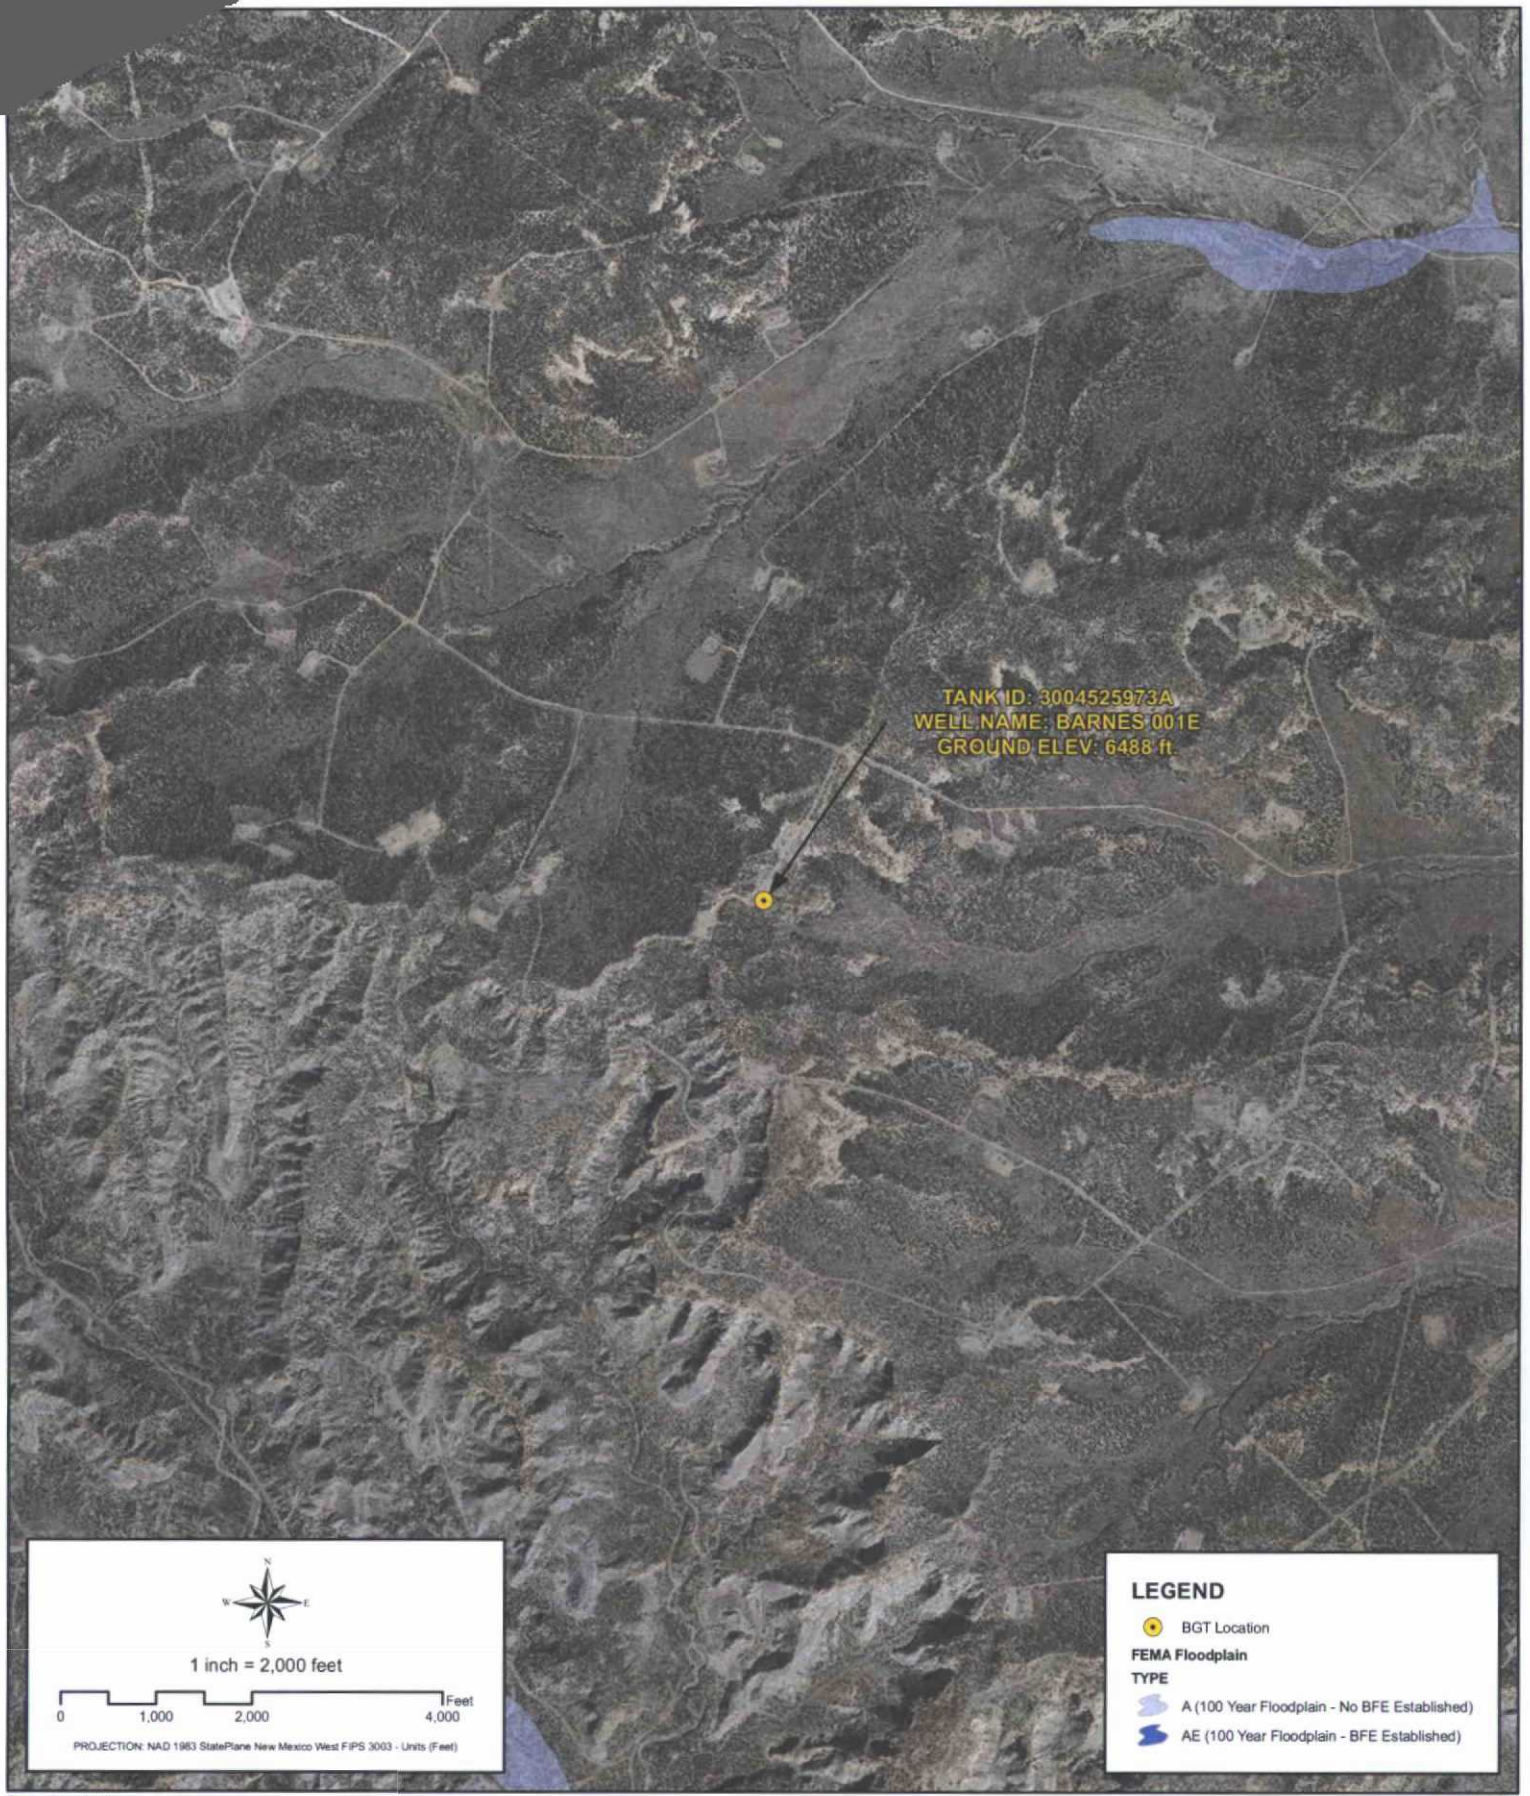 TANK ID: 3004525973A
WELL NAME: BARNES 001E
GROUND ELEV: 6488 ft.
N
W E
S
1 inch = 2,000 feet
Feet
0 1,000 2,000 4,000
PROJECTION: NAD 1983 StatePlane New Mexico West FIPS 3003 - Units (Feet)
LEGEND
BGT Location
FEMA Floodplain
TYPE
A (100 Year Floodplain - No BFE Established)
AE (100 Year Floodplain - BFE Established)